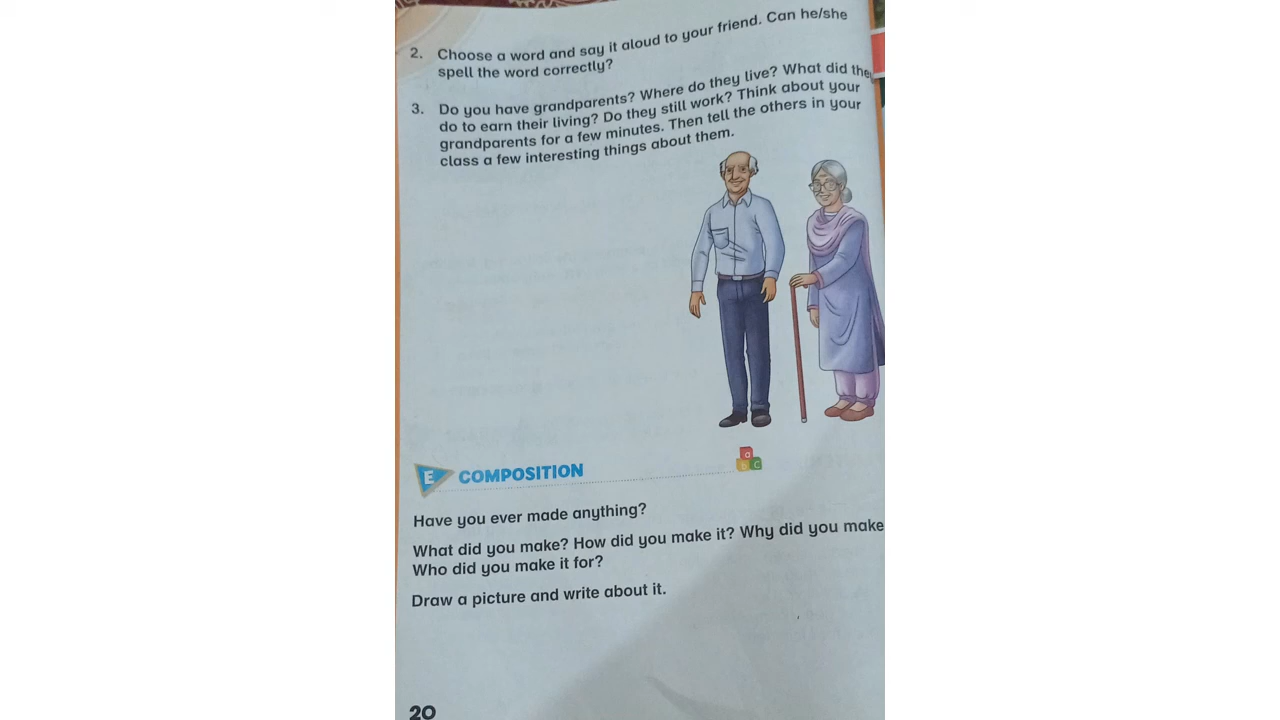 2. Choose a word and say it aloud to your friend. Can he/she
spell the word correctly?
3. Do you have grandparents? Where do they live? What did the
do to earn their living? Do they still work? Think about your
grandparents for a few minutes. Then tell the others in your
class a few interesting things about them.
E COMPOSITION
a
b c
Have you ever made anything?
What did you make? How did you make it? Why did you make
Who did you make it for?
Draw a picture and write about it.
20